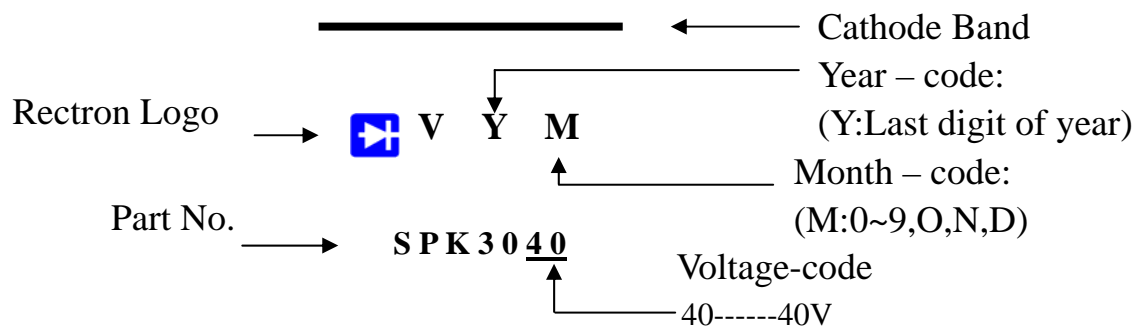 Cathode Band
Year – code:
(Y:Last digit of year)
Rectron Logo
V Y M
Month – code:
(M:0~9,O,N,D)
Part No.
SPK3040
Voltage-code
40------40V